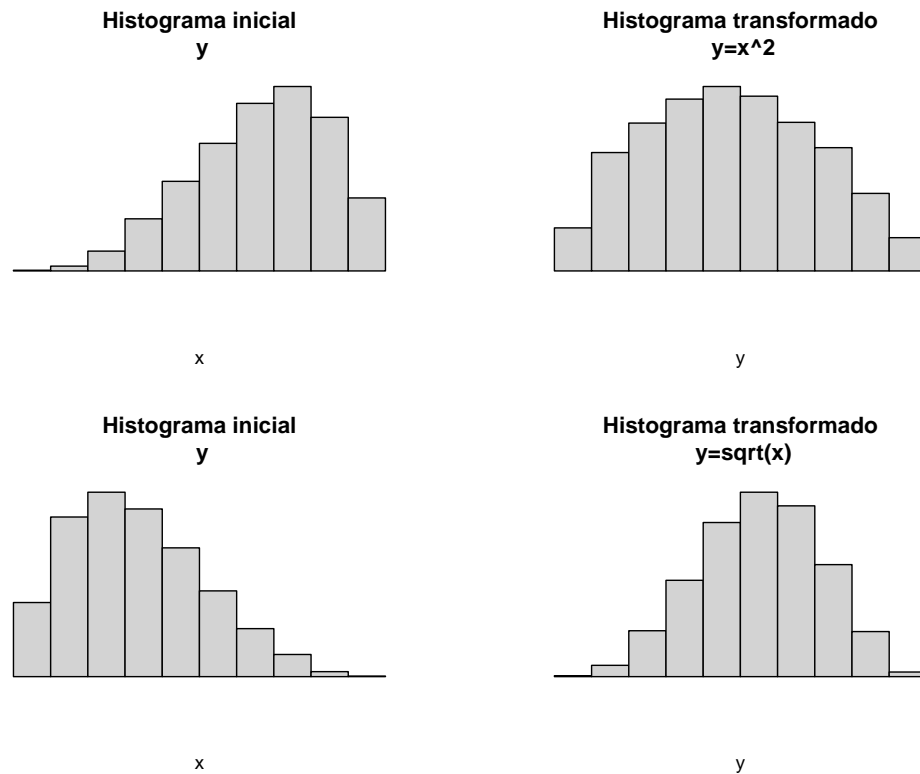 Histograma inicial
y
Histograma transformado
y=x^2
x
y
Histograma inicial
y
Histograma transformado
y=sqrt(x)
x
y